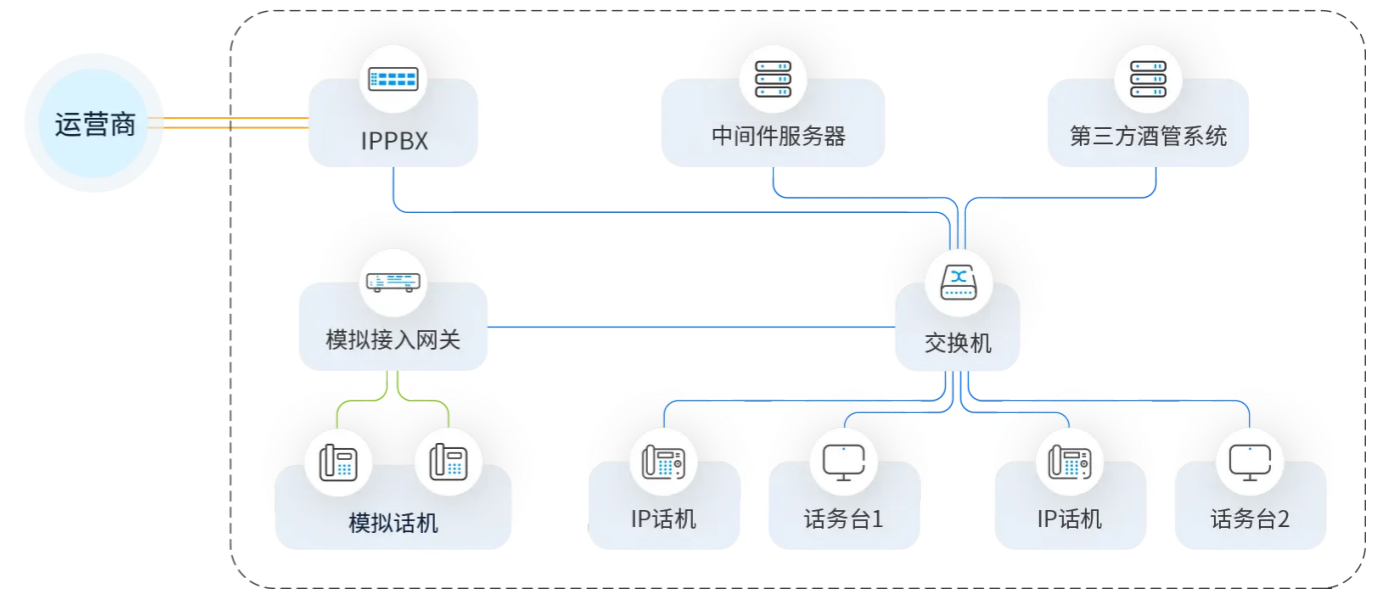 运营商
IPPBX
中间件服务器
第三方酒管系统
模拟接入网关
交换机
模拟话机
IP话机
话务台1
IP话机
话务台2